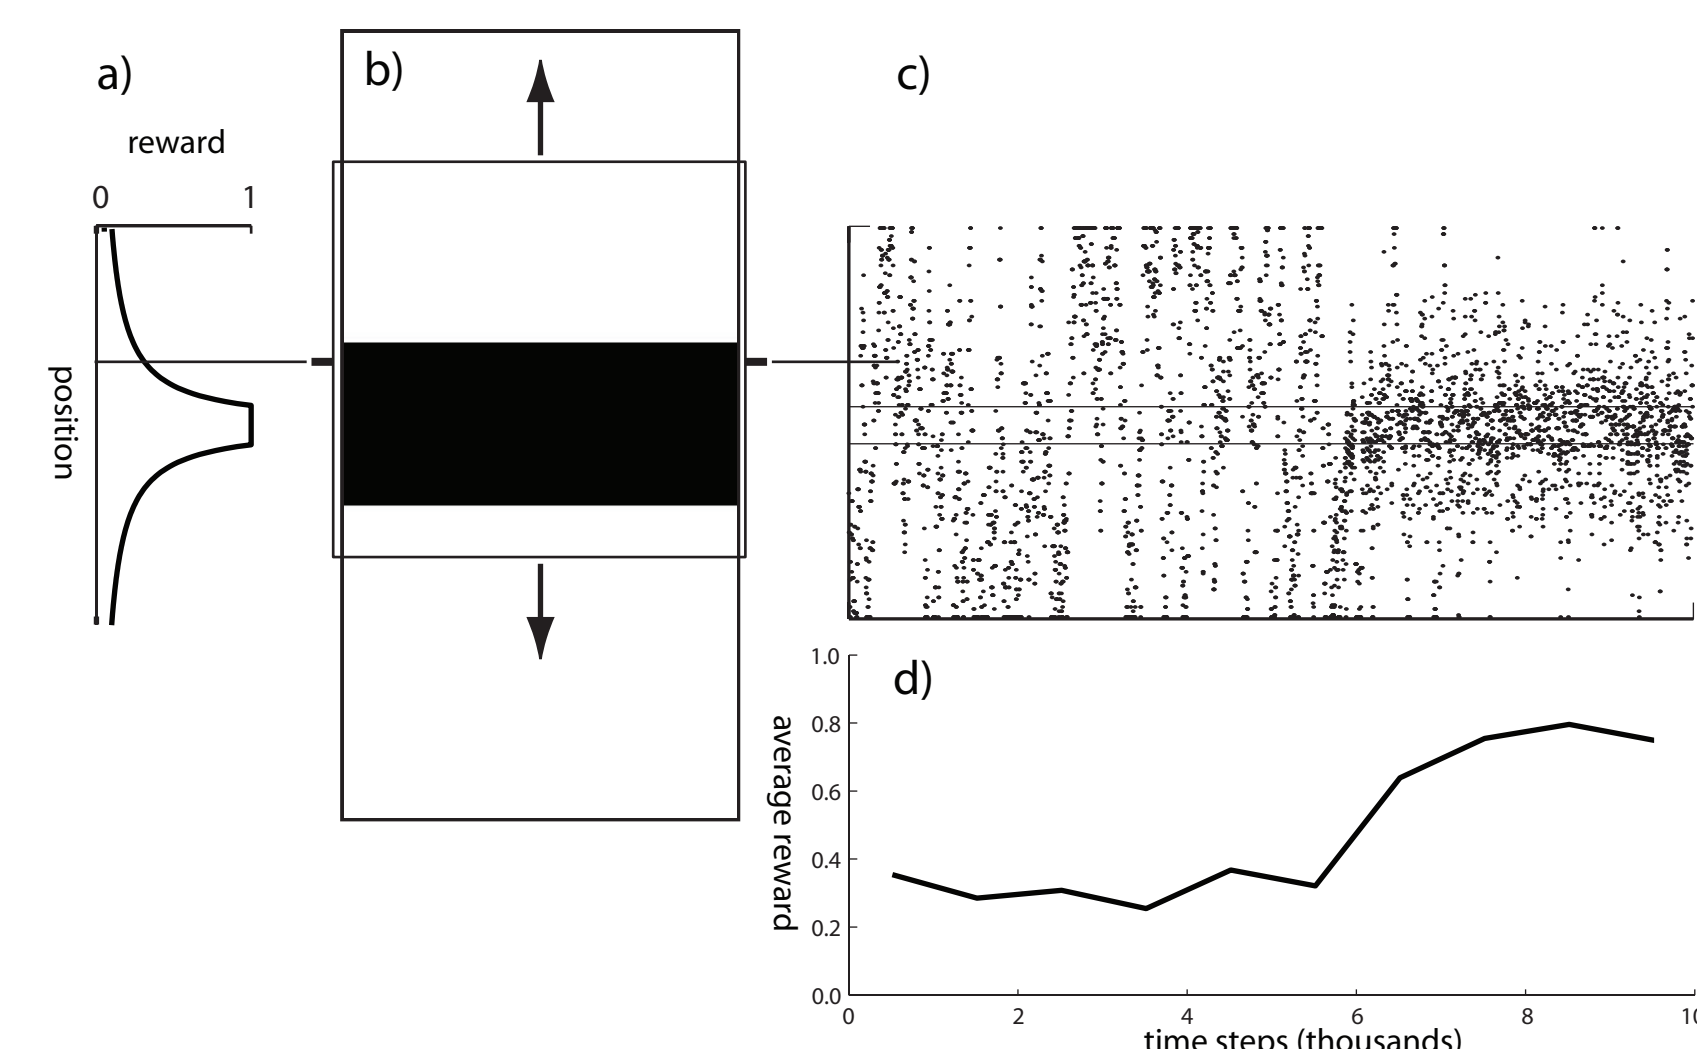 a)
reward
0 1
position
b)
c)
d)
1.0
0.8
0.6
0.4
0.2
0.0
average reward
0 2 4 6 8 10
time steps (thousands)